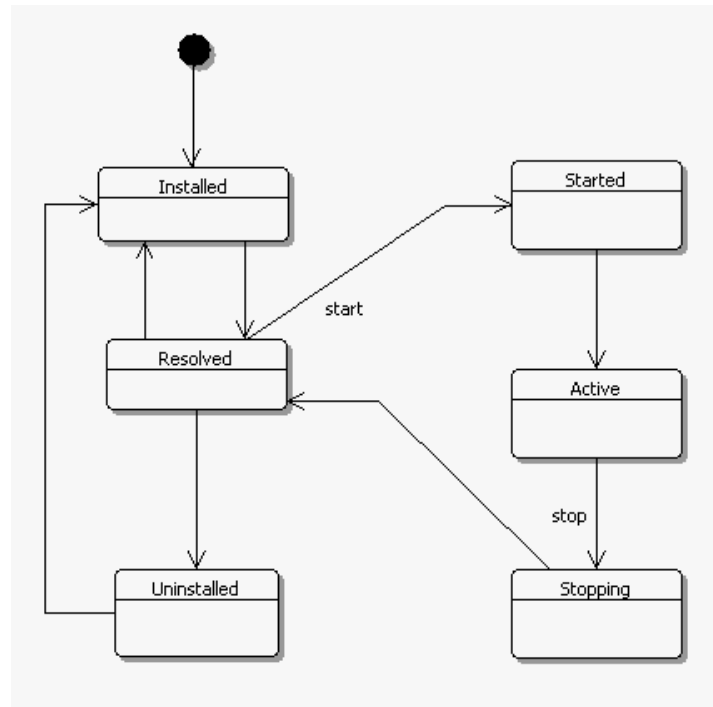 Installed
Started
start
Resolved
Active
stop
Uninstalled
Stopping